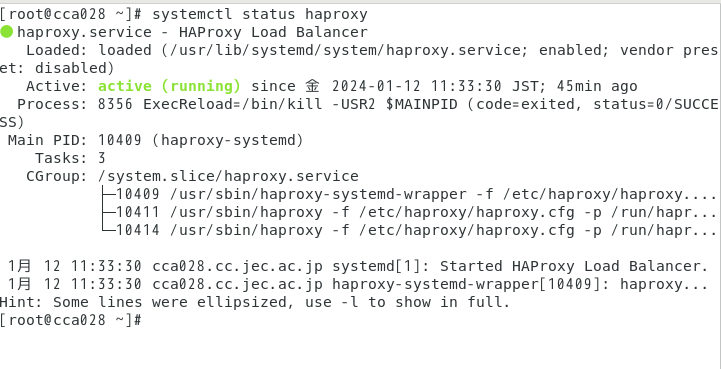 [root@cca028 ~]# systemctl status haproxy
● haproxy.service - HAProxy Load Balancer
   Loaded: loaded (/usr/lib/systemd/system/haproxy.service; enabled; vendor pres
et: disabled)
   Active: active (running) since 金 2024-01-12 11:33:30 JST; 45min ago
  Process: 8356 ExecReload=/bin/kill -USR2 $MAINPID (code=exited, status=0/SUCCE
SS)
 Main PID: 10409 (haproxy-systemd)
    Tasks: 3
   CGroup: /system.slice/haproxy.service
           ├─10409 /usr/sbin/haproxy-systemd-wrapper -f /etc/haproxy/haproxy....
           ├─10411 /usr/sbin/haproxy -f /etc/haproxy/haproxy.cfg -p /run/hapr...
           └─10414 /usr/sbin/haproxy -f /etc/haproxy/haproxy.cfg -p /run/hapr...

 1月 12 11:33:30 cca028.cc.jec.ac.jp systemd[1]: Started HAProxy Load Balancer.
 1月 12 11:33:30 cca028.cc.jec.ac.jp haproxy-systemd-wrapper[10409]: haproxy...
Hint: Some lines were ellipsized, use -l to show in full.
[root@cca028 ~]#